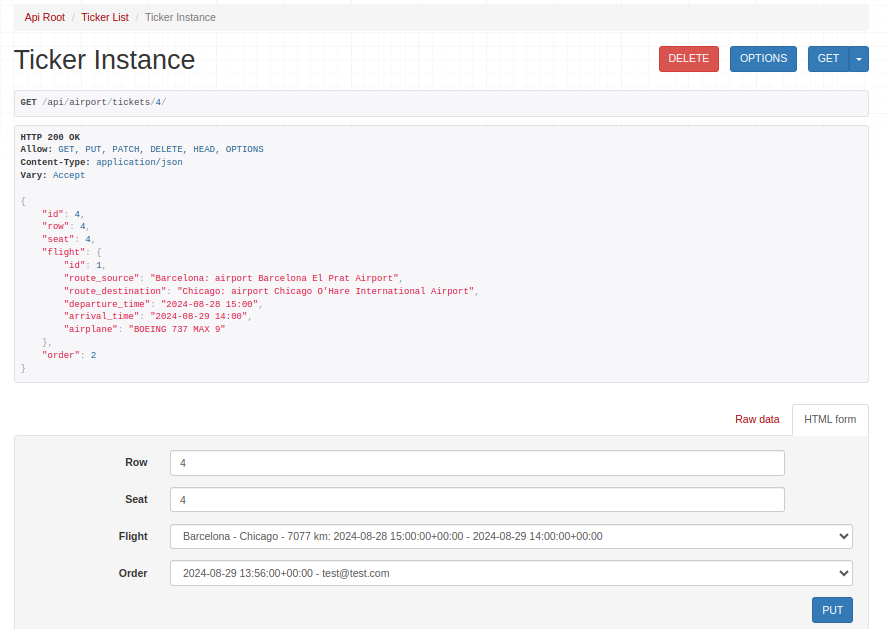 Api Root / Ticker List / Ticker Instance
Ticker Instance
DELETE OPTIONS GET
GET /api/airport/tickets/4/
HTTP 200 OK
Allow: GET, PUT, PATCH, DELETE, HEAD, OPTIONS
Content-Type: application/json
Vary: Accept
{
    "id": 4,
    "row": 4,
    "seat": 4,
    "flight": {
        "id": 1,
        "route_source": "Barcelona: airport Barcelona El Prat Airport",
        "route_destination": "Chicago: airport Chicago O'Hare International Airport",
        "departure_time": "2024-08-28 15:00",
        "arrival_time": "2024-08-29 14:00",
        "airplane": "BOEING 737 MAX 9"
    },
    "order": 2
}
Raw data HTML form
Row 4
Seat 4
Flight Barcelona - Chicago - 7077 km: 2024-08-28 15:00:00+00:00 - 2024-08-29 14:00:00+00:00
Order 2024-08-29 13:56:00+00:00 - test@test.com
PUT